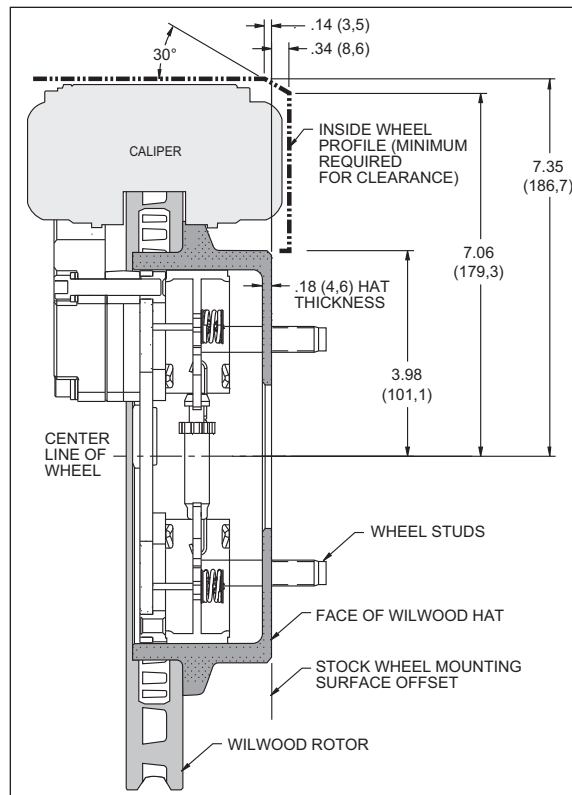 .14 (3,5)
.34 (8,6)
30°
CALIPER
INSIDE WHEEL
PROFILE (MINIMUM
REQUIRED
FOR CLEARANCE)
7.35
(186,7)
7.06
(179,3)
.18 (4,6) HAT
THICKNESS
3.98
(101,1)
CENTER
LINE OF
WHEEL
WHEEL STUDS
FACE OF WILWOOD HAT
STOCK WHEEL MOUNTING
SURFACE OFFSET
WILWOOD ROTOR